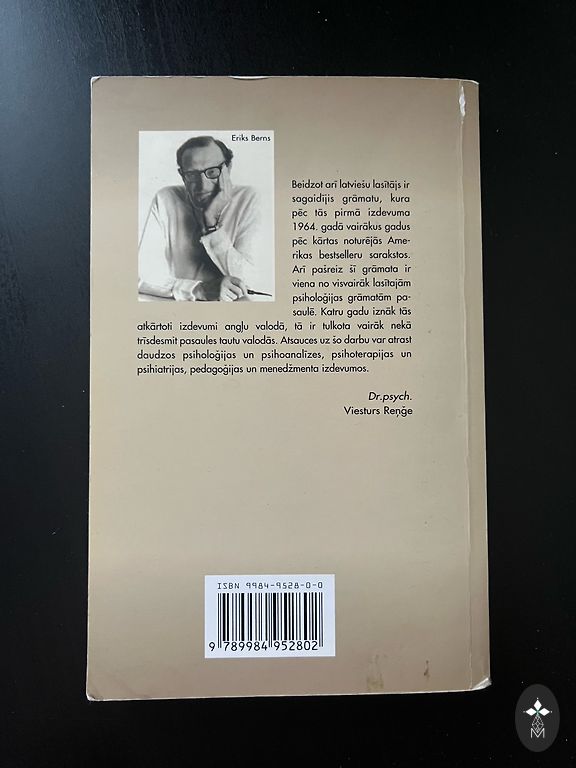 Eriks Berns
Beidzot arī latviešu lasītājs ir
sagaidījis grāmatu, kura
pēc tās pirmā izdevuma
1964. gadā vairākus gadus
pēc kārtas noturējās Ame-
rikas bestselleru sarakstos.
Arī pašreiz šī grāmata ir
viena no visvairāk lasītajām
psiholoģijas grāmatām pa-
saulē. Katru gadu iznāk tās
atkārtoti izdevumi angļu valodā, tā ir tulkota vairāk nekā
trīsdesmit pasaules tautu valodās. Atsauces uz šo darbu var atrast
daudzos psiholoģijas un psihoanalīzes, psihoterapijas un
psihiatrijas, pedagoģijas un menedžmenta izdevumos.
Dr.psych.
Viesturs Reņģe
ISBN 9984-9528-0-0
9 789984 952802
M